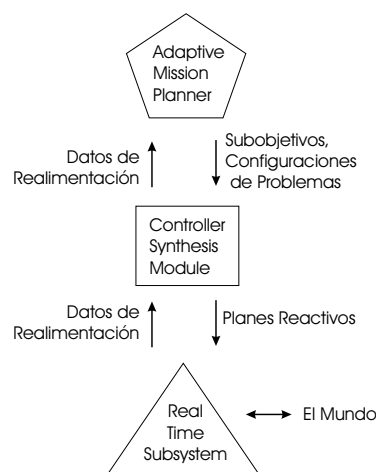 Adaptive
Mission
Planner
Datos de
Realimentación
Subobjetivos,
Configuraciones
de Problemas
Controller
Synthesis
Module
Datos de
Realimentación
Planes Reactivos
Real
Time
Subsystem
El Mundo